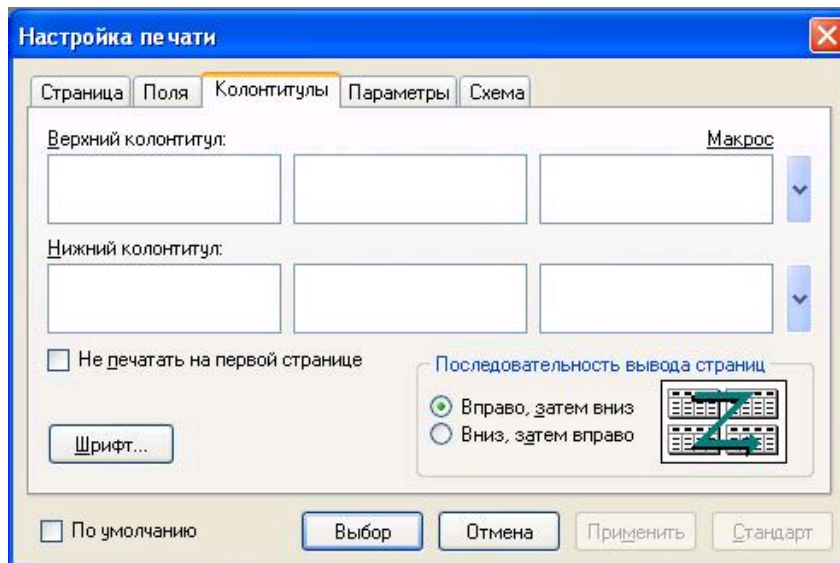 Настройка печати
Страница Поля Колонтитулы Параметры Схема
Верхний колонтитул: Макрос
Нижний колонтитул:
Не печатать на первой странице
Последовательность вывода страниц
Вправо, затем вниз
Вниз, затем вправо
Шрифт...
По умолчанию Выбор Отмена Применить Стандарт